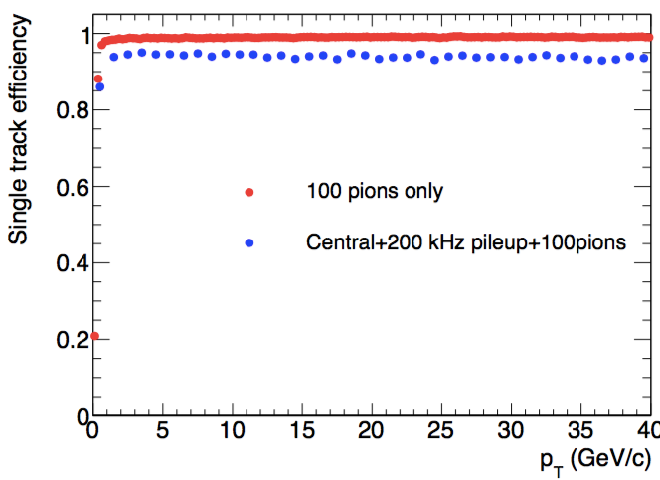 Single track efficiency
1
0.8
0.6
0.4
0.2
0
100 pions only
Central+200 kHz pileup+100pions
0 5 10 15 20 25 30 35 40
p_T (GeV/c)